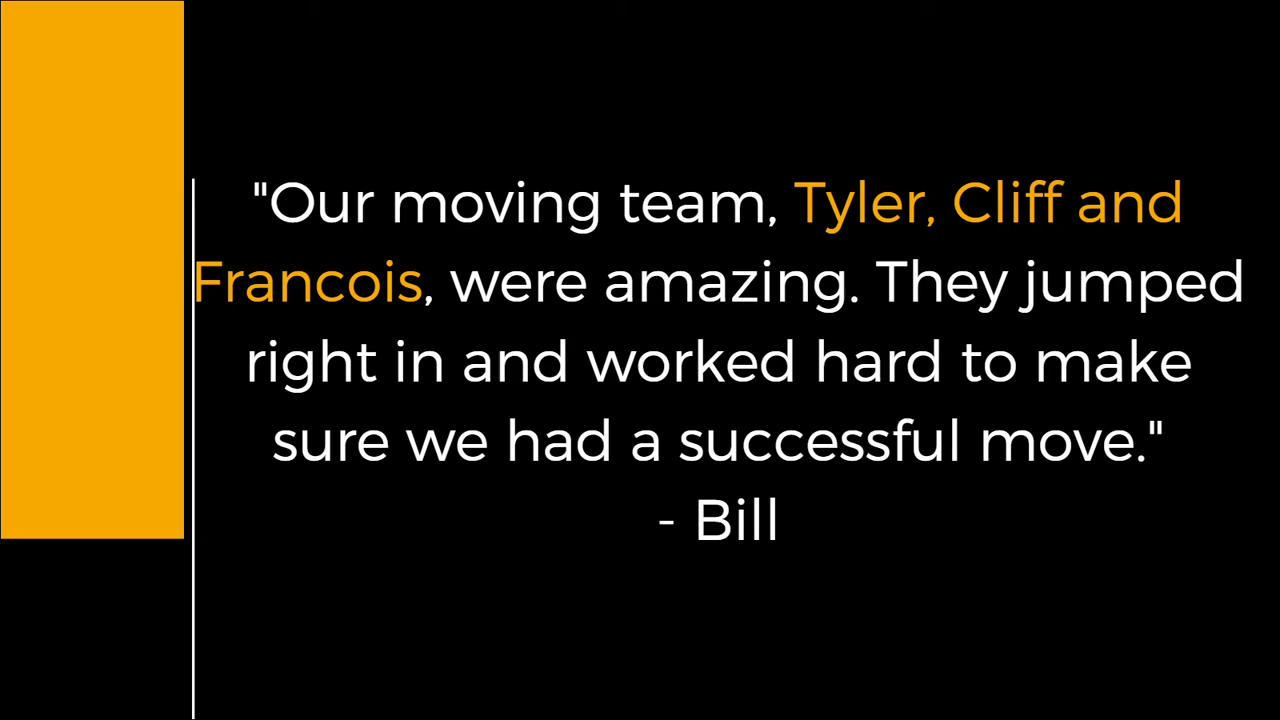 "Our moving team, Tyler, Cliff and
Francois, were amazing. They jumped
right in and worked hard to make
sure we had a successful move."
- Bill